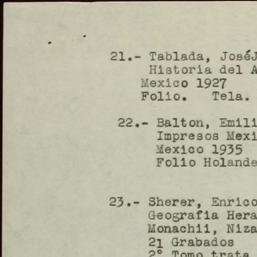 21.- Tablada, JoséJ
Historia del A
Mexico 1927
Folio. Tela.
22.- Balton, Emili
Impresos Mexi
Mexico 1935
Folio Holande
23.- Sherer, Enrico
Geografia Hera
Monachii, Niza
21 Grabados
2° Tomo trata